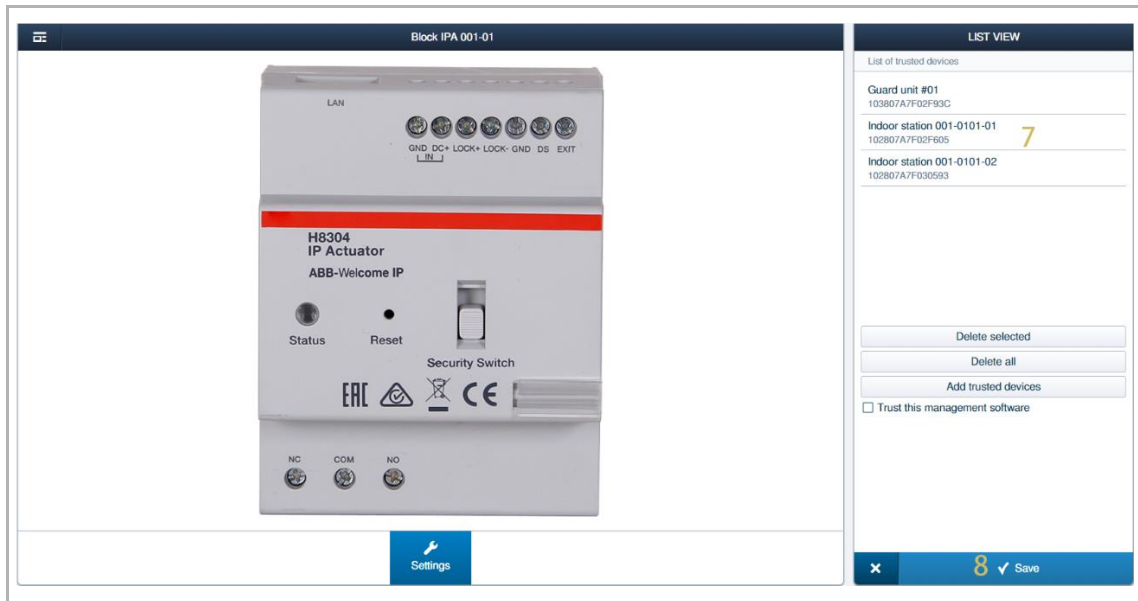 Block IPA 001-01
LAN
GND DC+ LOCK+ LOCK- GND DS EXIT
IN
H8304
IP Actuator
ABB-Welcome IP
Status
Reset
Security Switch
EAC
CE
NC COM NO
Settings
LIST VIEW
List of trusted devices
Guard unit #01
103807A7F02F93C
Indoor station 001-0101-01
102807A7F02F605
7
Indoor station 001-0101-02
102807A7F030593
Delete selected
Delete all
Add trusted devices
Trust this management software
8
Save